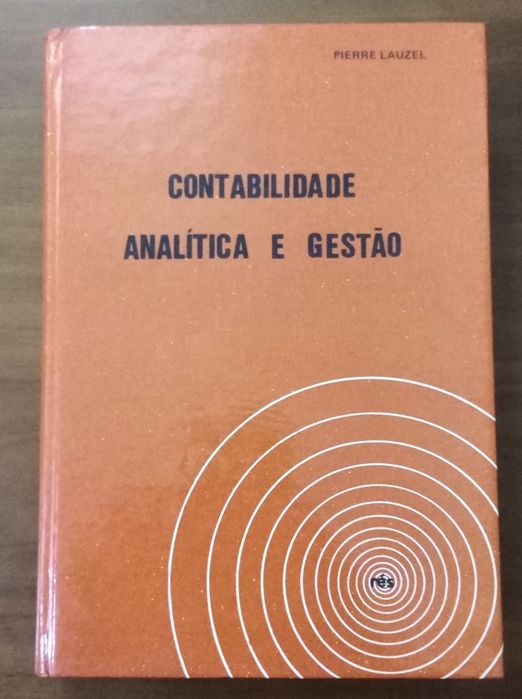 PIERRE LAUZEL
CONTABILIDADE
ANALÍTICA E GESTÃO
rés